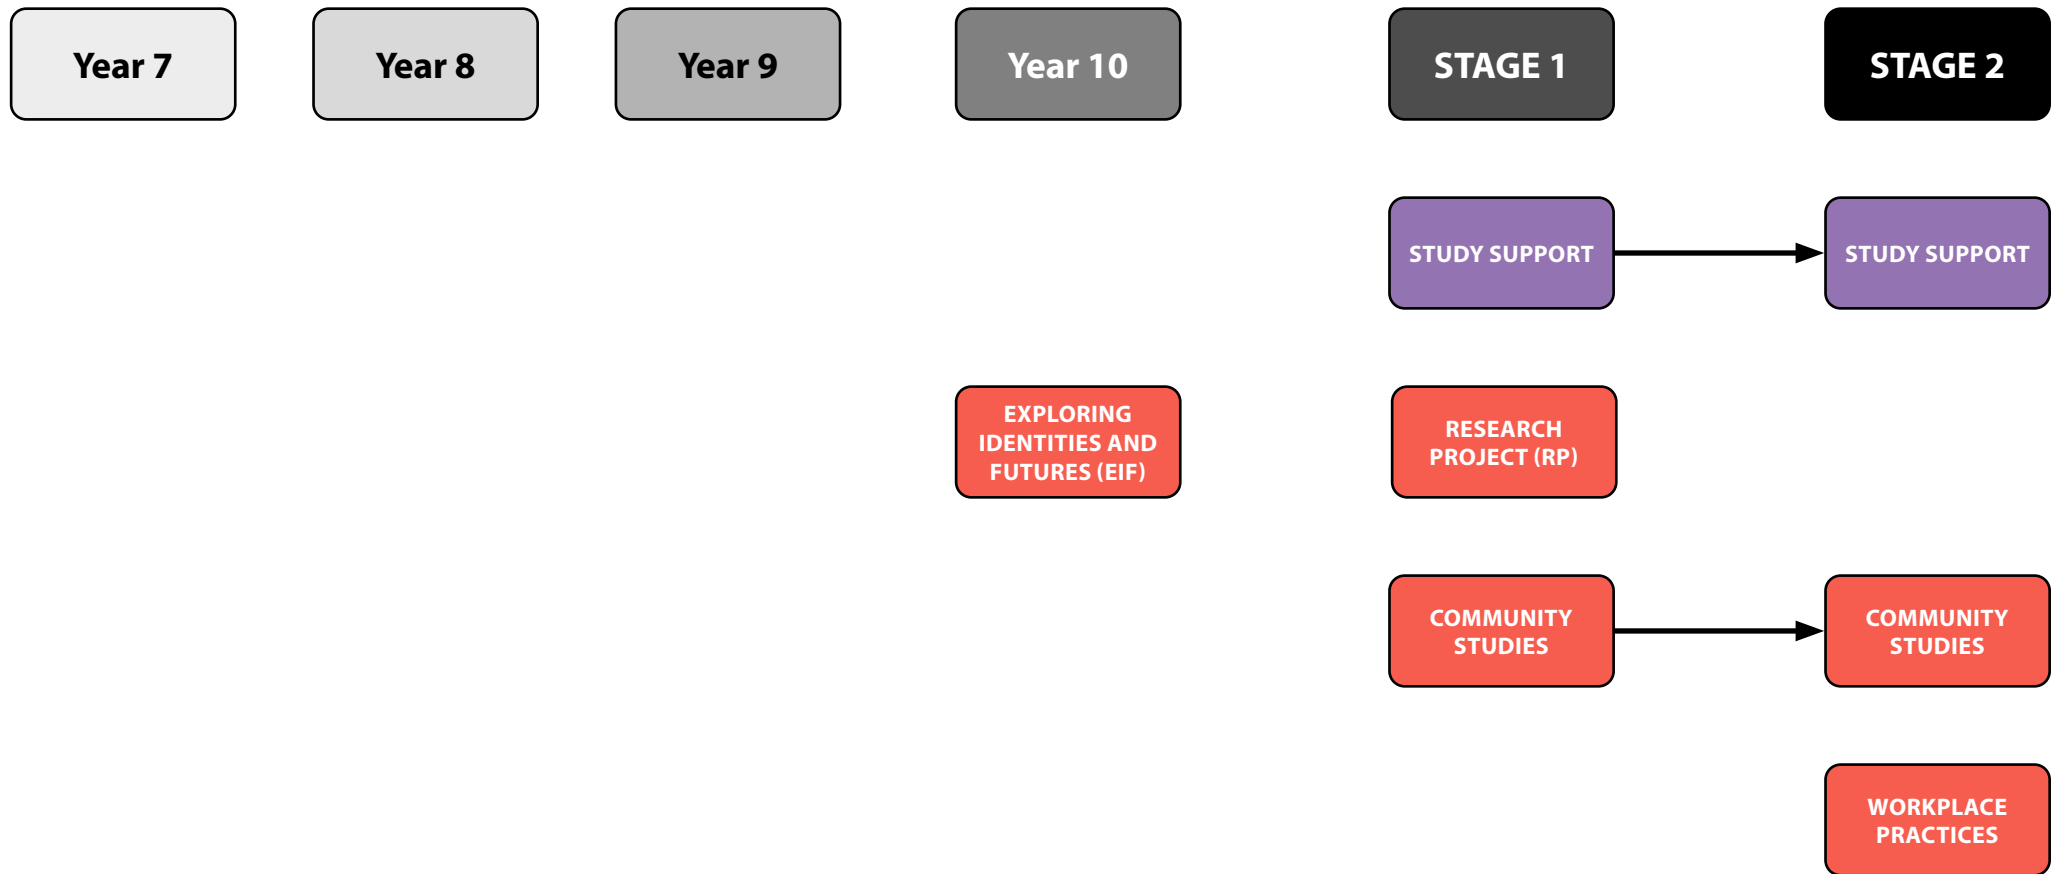 Year 7
Year 8
Year 9
Year 10
STAGE 1
STAGE 2
STUDY SUPPORT
STUDY SUPPORT
EXPLORING
IDENTITIES AND
FUTURES (EIF)
RESEARCH
PROJECT (RP)
COMMUNITY
STUDIES
COMMUNITY
STUDIES
WORKPLACE
PRACTICES